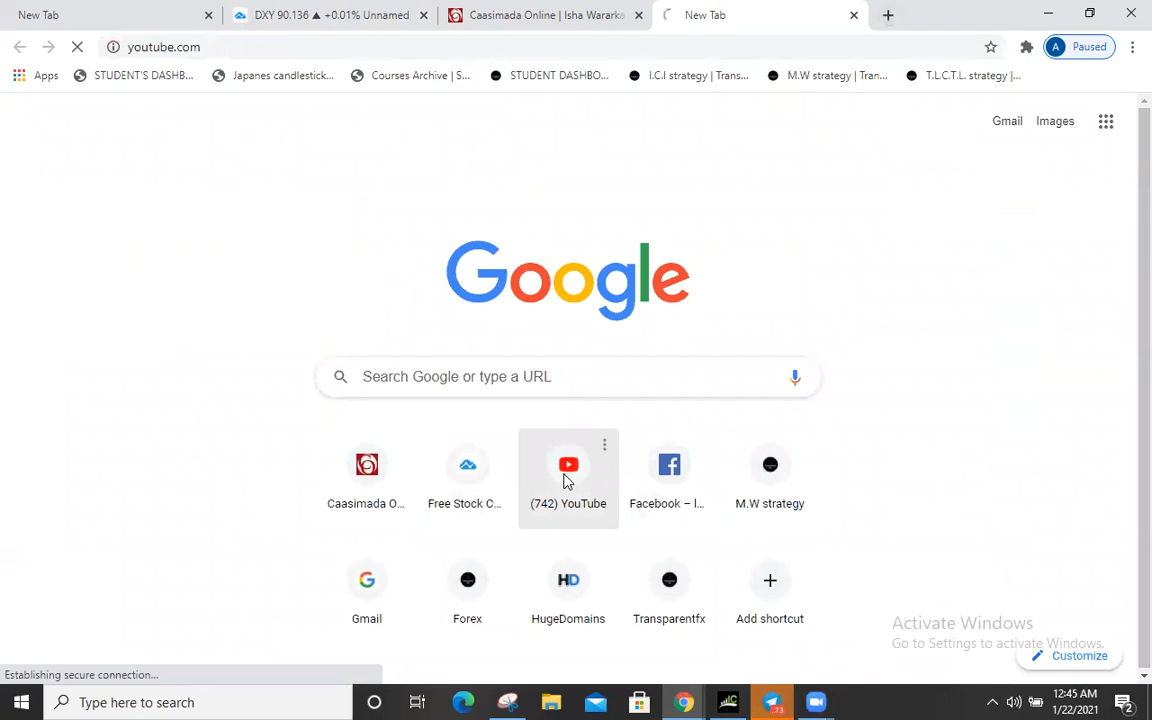 New Tab
DXY 90.136 ▲ +0.01% Unnamed
Caasimada Online | Isha Wararka
New Tab
youtube.com
A Paused
Apps
STUDENT'S DASHB...
Japanes candlestick...
Courses Archive | S...
STUDENT DASHBO...
I.C.I strategy | Trans...
M.W strategy | Tran...
T.L.C.T.L. strategy |...
Gmail Images
Google
Search Google or type a URL
Caasimada O...
Free Stock C...
(742) YouTube
Facebook – l...
M.W strategy
HD
Gmail
Forex
HugeDomains
Transparentfx
Add shortcut
Activate Windows
Go to Settings to activate Windows.
Customize
Establishing secure connection...
Type here to search
73
12:45 AM
1/22/2021
2